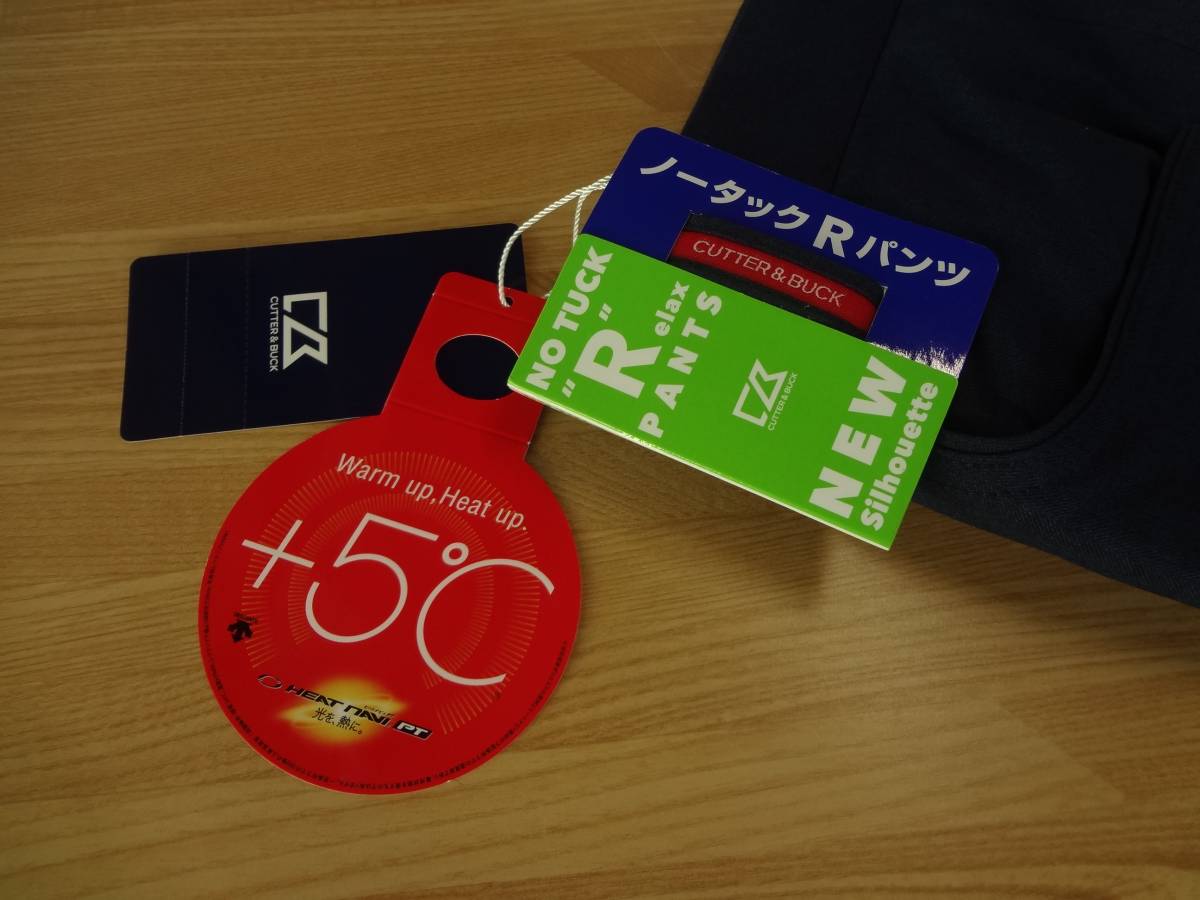 ノータックRパンツ
CUTTER & BUCK
NO TUCK
"R"elax
PANTS
CUTTER & BUCK
NEW
Silhouette
CUTTER & BUCK
Warm up, Heat up.
+5℃
HEAT NAVI PT
光を、熱に。